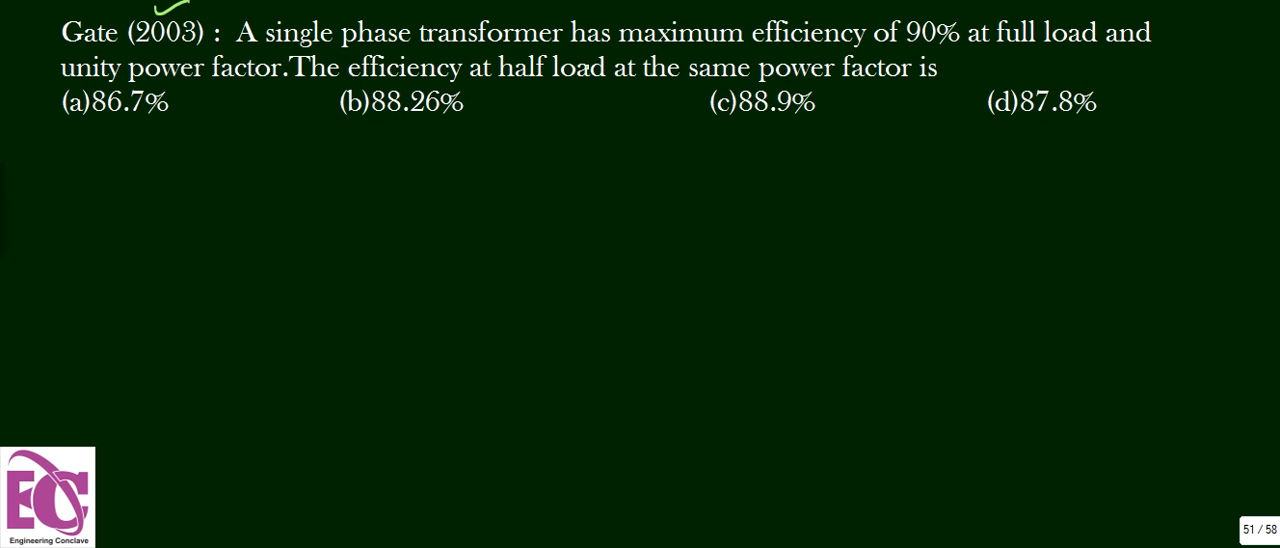 Gate (2003) :  A single phase transformer has maximum efficiency of 90% at full load and
unity power factor.The efficiency at half load at the same power factor is
(a)86.7% (b)88.26% (c)88.9% (d)87.8%
EC
Engineering Conclave
51 / 58